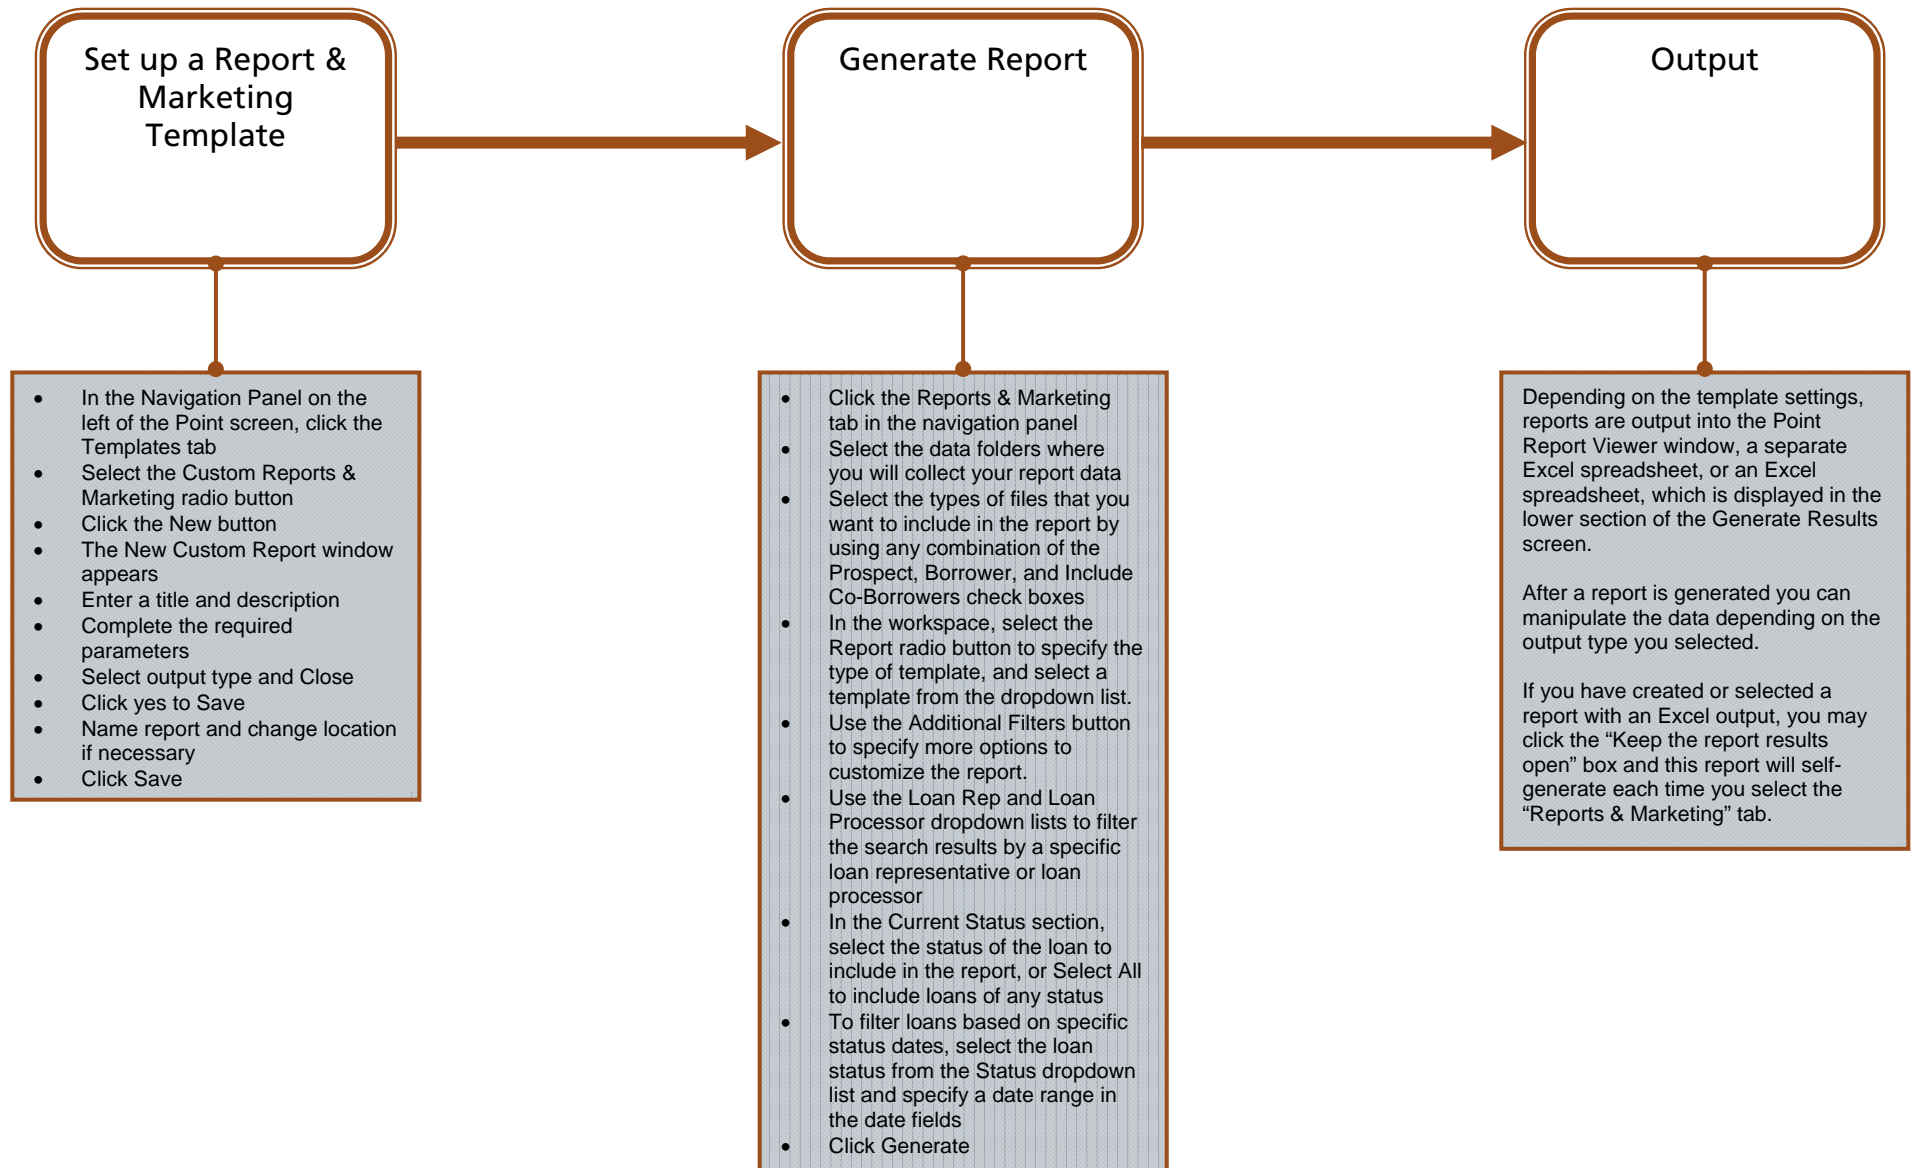 Set up a Report &
Marketing
Template
Generate Report
Output
• In the Navigation Panel on the
left of the Point screen, click the
Templates tab
• Select the Custom Reports &
Marketing radio button
• Click the New button
• The New Custom Report window
appears
• Enter a title and description
• Complete the required
parameters
• Select output type and Close
• Click yes to Save
• Name report and change location
if necessary
• Click Save
• Click the Reports & Marketing
tab in the navigation panel
• Select the data folders where
you will collect your report data
• Select the types of files that you
want to include in the report by
using any combination of the
Prospect, Borrower, and Include
Co-Borrowers check boxes
• In the workspace, select the
Report radio button to specify the
type of template, and select a
template from the dropdown list.
• Use the Additional Filters button
to specify more options to
customize the report.
• Use the Loan Rep and Loan
Processor dropdown lists to filter
the search results by a specific
loan representative or loan
processor
• In the Current Status section,
select the status of the loan to
include in the report, or Select All
to include loans of any status
• To filter loans based on specific
status dates, select the loan
status from the Status dropdown
list and specify a date range in
the date fields
• Click Generate
Depending on the template settings,
reports are output into the Point
Report Viewer window, a separate
Excel spreadsheet, or an Excel
spreadsheet, which is displayed in the
lower section of the Generate Results
screen.
After a report is generated you can
manipulate the data depending on the
output type you selected.
If you have created or selected a
report with an Excel output, you may
click the “Keep the report results
open” box and this report will self-
generate each time you select the
“Reports & Marketing” tab.